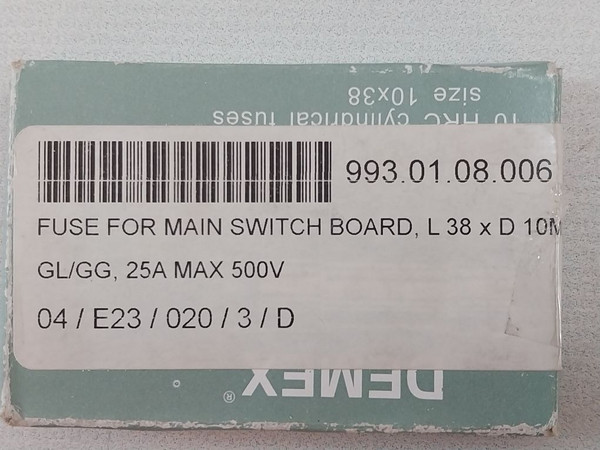 size 10x38
10 HRC cylindrical fuses
993.01.08.006
FUSE FOR MAIN SWITCH BOARD, L 38 x D 10M
GL/GG, 25A MAX 500V
04 / E23 / 020 / 3 / D
DEMEX ®